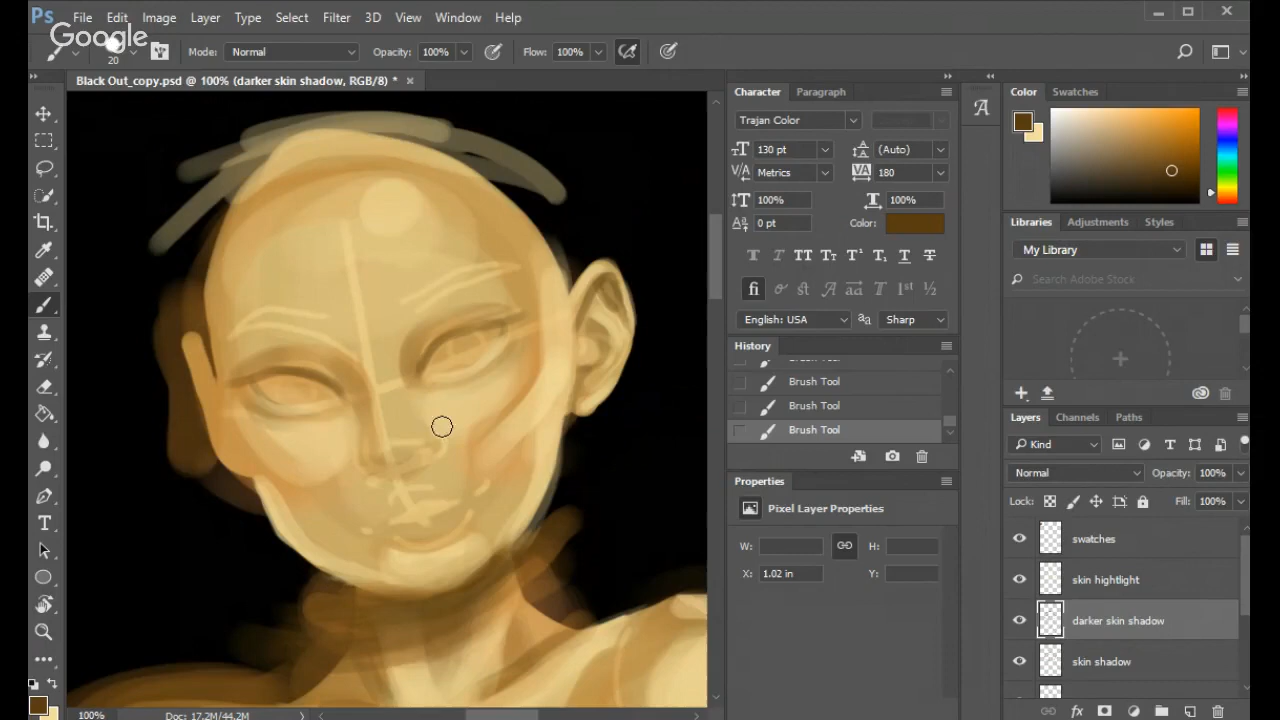 Ps File Edit Image Layer Type Select Filter 3D View Window Help
Google
20 Mode: Normal Opacity: 100% Flow: 100%
Black Out_copy.psd @ 100% (darker skin shadow, RGB/8) *
Character Paragraph
Trajan Color
130 pt (Auto)
Metrics 180
100% 100%
0 pt Color:
English: USA aa Sharp
History
Brush Tool
Brush Tool
Brush Tool
Properties
Pixel Layer Properties
W: H:
X: 1.02 in Y:
Color Swatches
Libraries Adjustments Styles
My Library
Search Adobe Stock
Layers Channels Paths
Kind
Normal Opacity: 100%
Lock: Fill: 100%
swatches
skin hightlight
darker skin shadow
skin shadow
100% Doc: 17.2M/44.2M